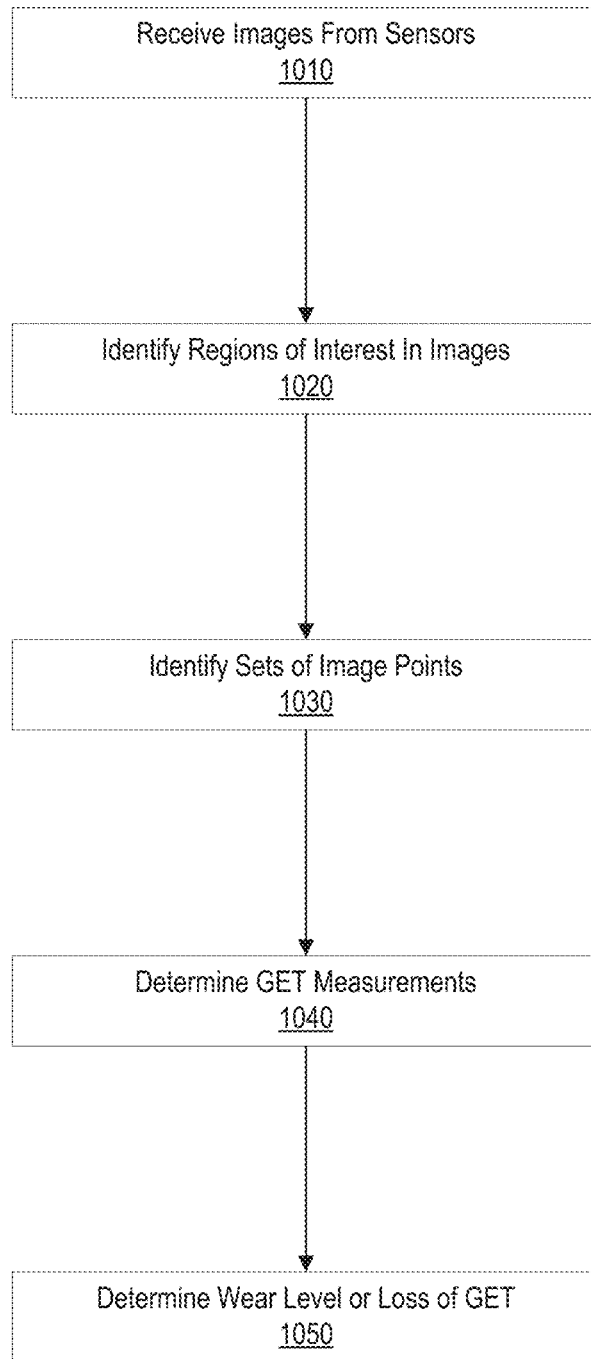 Receive Images From Sensors
1010
Identify Regions of Interest In Images
1020
Identify Sets of Image Points
1030
Determine GET Measurements
1040
Determine Wear Level or Loss of GET
1050